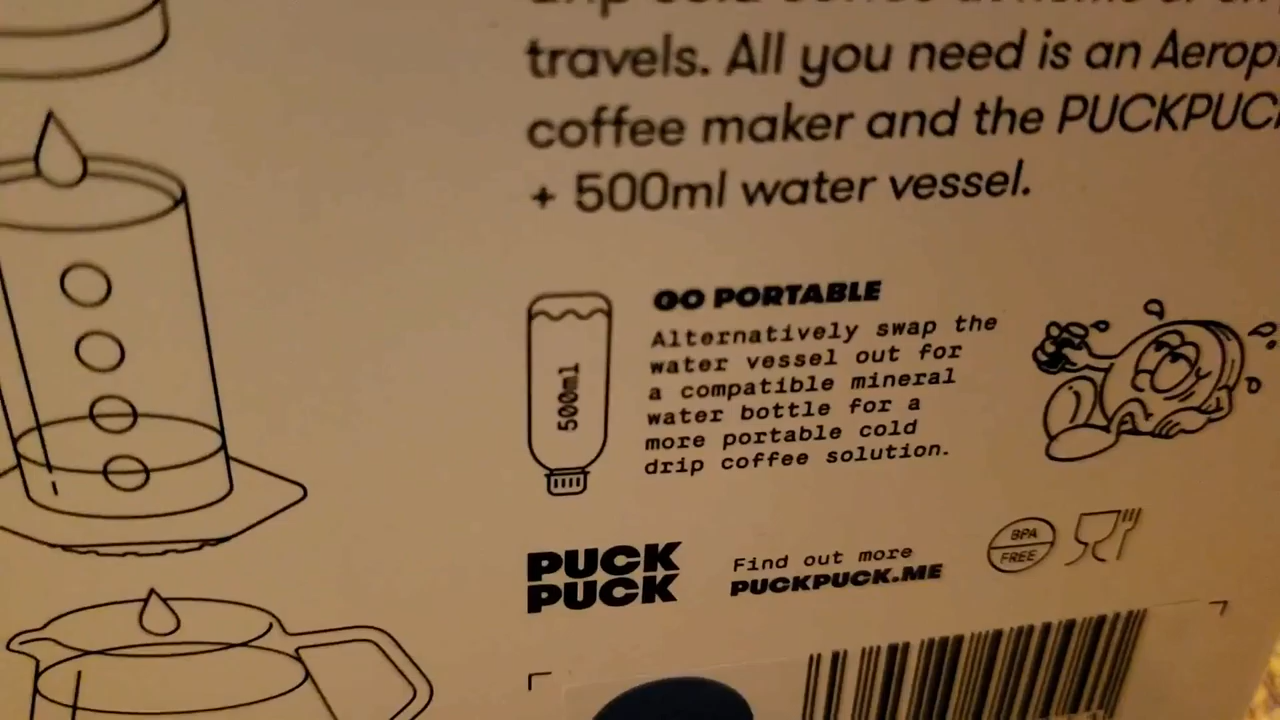 travels. All you need is an
coffee maker and the
+ 500ml water vessel.
GO PORTABLE
Alternatively swap the
water vessel out for
a compatible mineral
water bottle for a
more portable cold
drip coffee solution.
500ml
PUCK
PUCK
Find out more
PUCKPUCK.ME
BPA
FREE